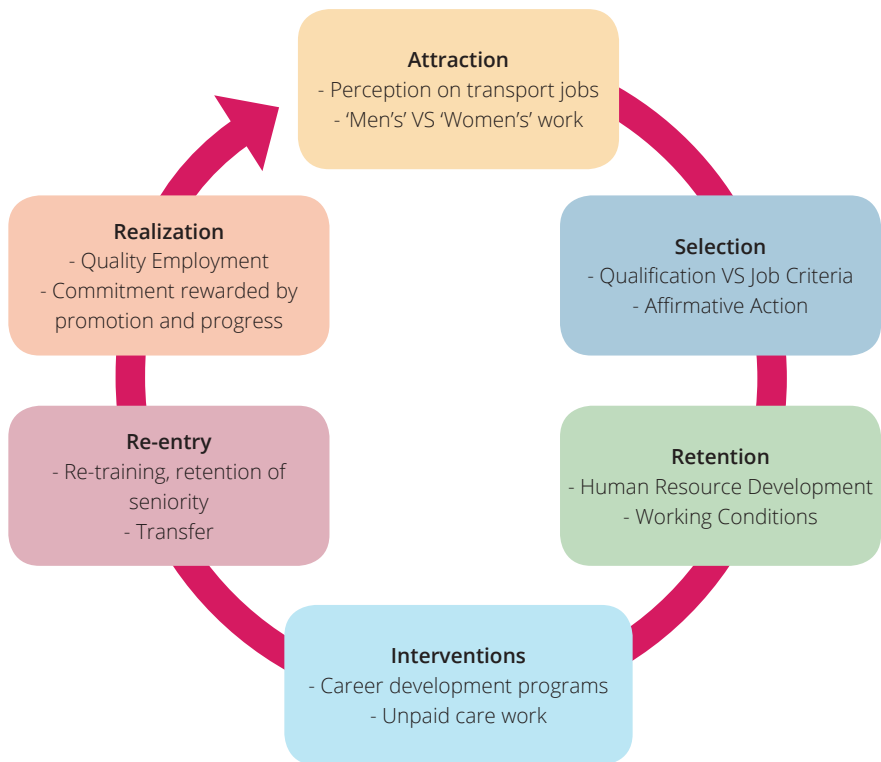 Attraction
- Perception on transport jobs
- ‘Men’s’ VS ‘Women’s’ work
Selection
- Qualification VS Job Criteria
- Affirmative Action
Retention
- Human Resource Development
- Working Conditions
Interventions
- Career development programs
- Unpaid care work
Re-entry
- Re-training, retention of
seniority
- Transfer
Realization
- Quality Employment
- Commitment rewarded by
promotion and progress